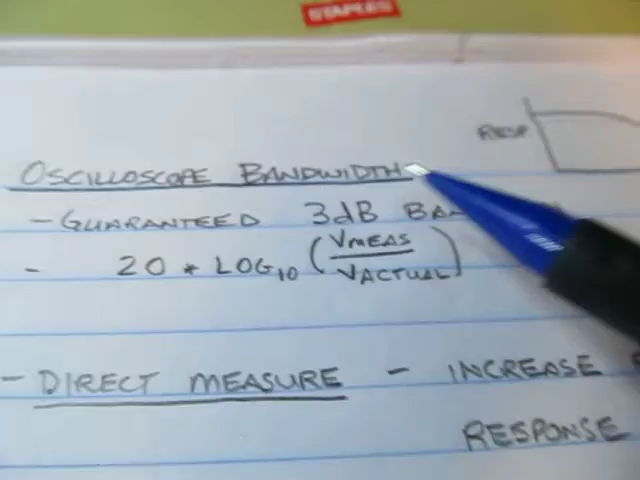 STAPLES
RESP
OSCILLOSCOPE BANDWIDTH
- GUARANTEED 3dB
- 20 * LOG10 (VMEAS/VACTUAL)
- DIRECT MEASURE - INCREASE
RESPONSE